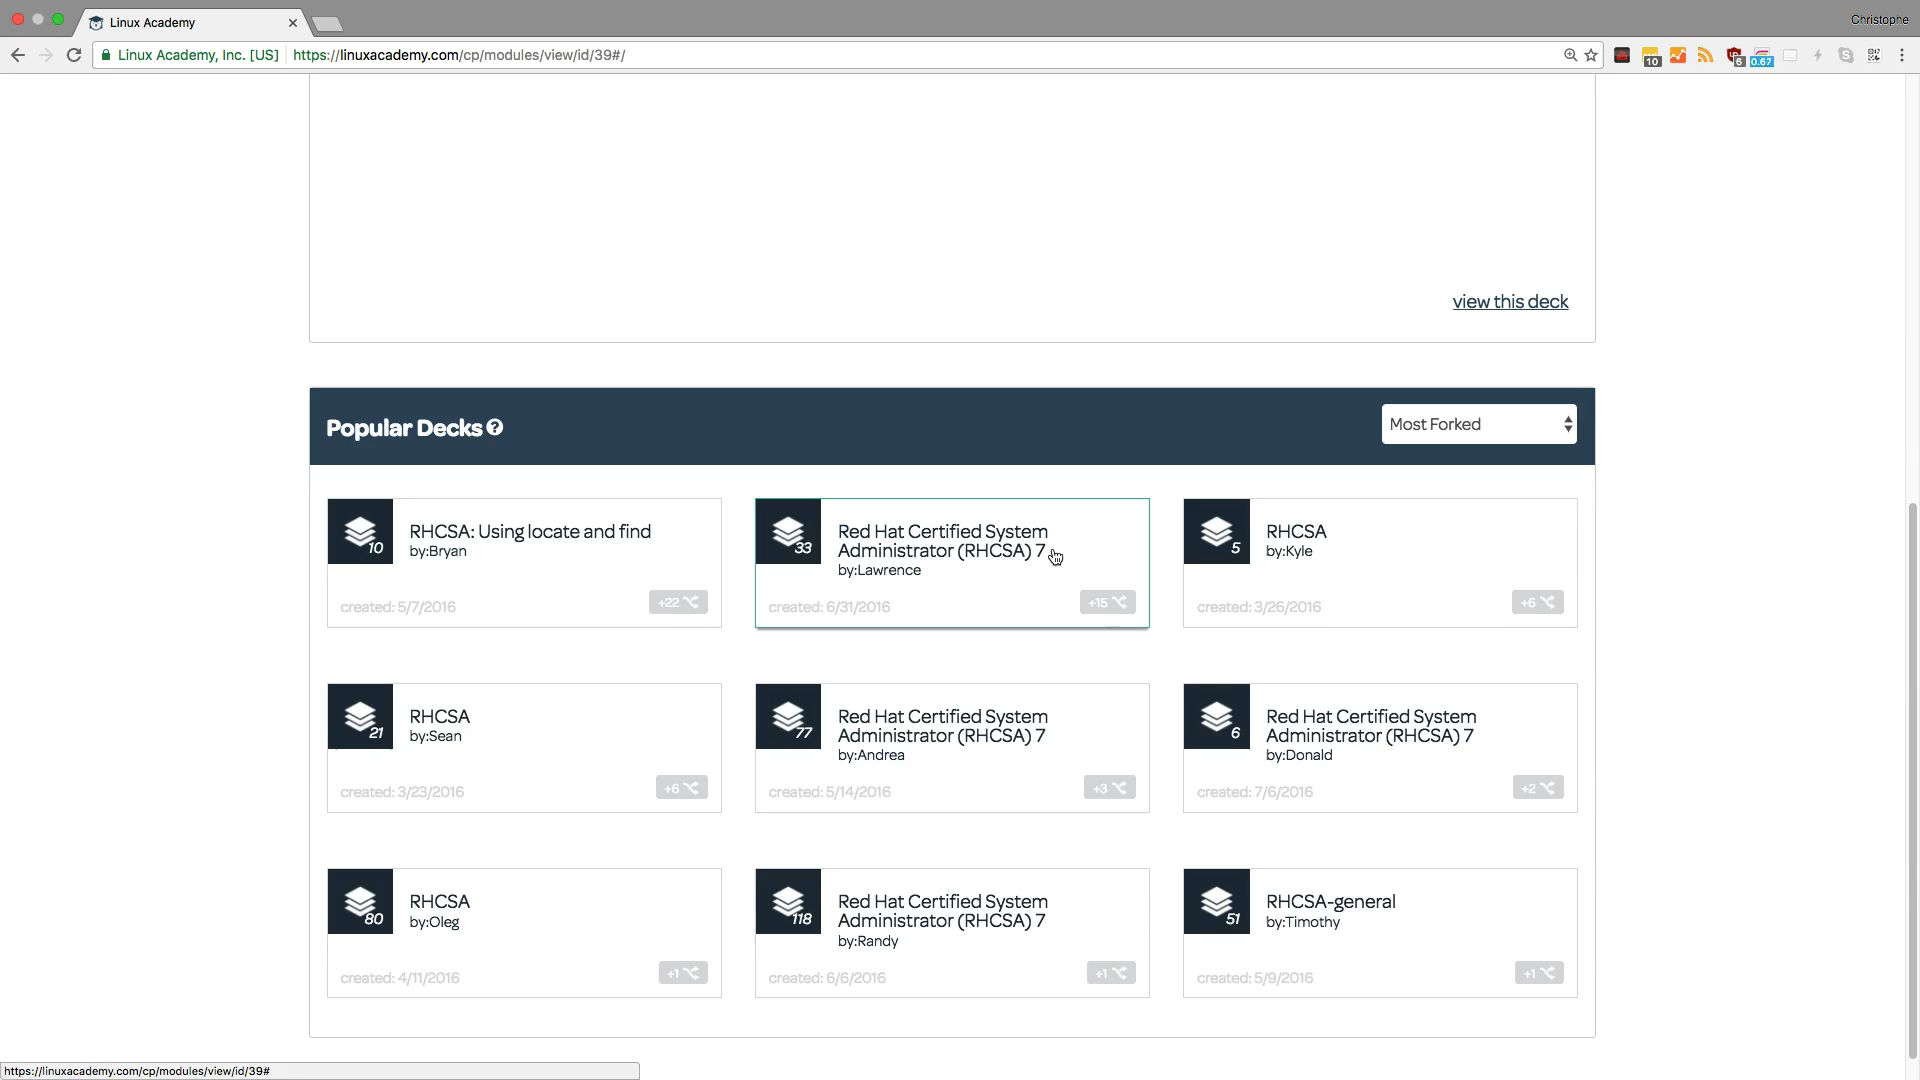 Linux Academy
Christophe
Linux Academy, Inc. [US]
https://linuxacademy.com/cp/modules/view/id/39#/
10
6
0.67
view this deck
Popular Decks
Most Forked
10
RHCSA: Using locate and find
by:Bryan
created: 5/7/2016
+22
33
Red Hat Certified System
Administrator (RHCSA) 7
by:Lawrence
created: 6/31/2016
+15
5
RHCSA
by:Kyle
created: 3/26/2016
+6
21
RHCSA
by:Sean
created: 3/23/2016
+6
77
Red Hat Certified System
Administrator (RHCSA) 7
by:Andrea
created: 5/14/2016
+3
6
Red Hat Certified System
Administrator (RHCSA) 7
by:Donald
created: 7/6/2016
+2
80
RHCSA
by:Oleg
created: 4/11/2016
+1
118
Red Hat Certified System
Administrator (RHCSA) 7
by:Randy
created: 6/6/2016
+1
51
RHCSA-general
by:Timothy
created: 5/9/2016
+1
https://linuxacademy.com/cp/modules/view/id/39#